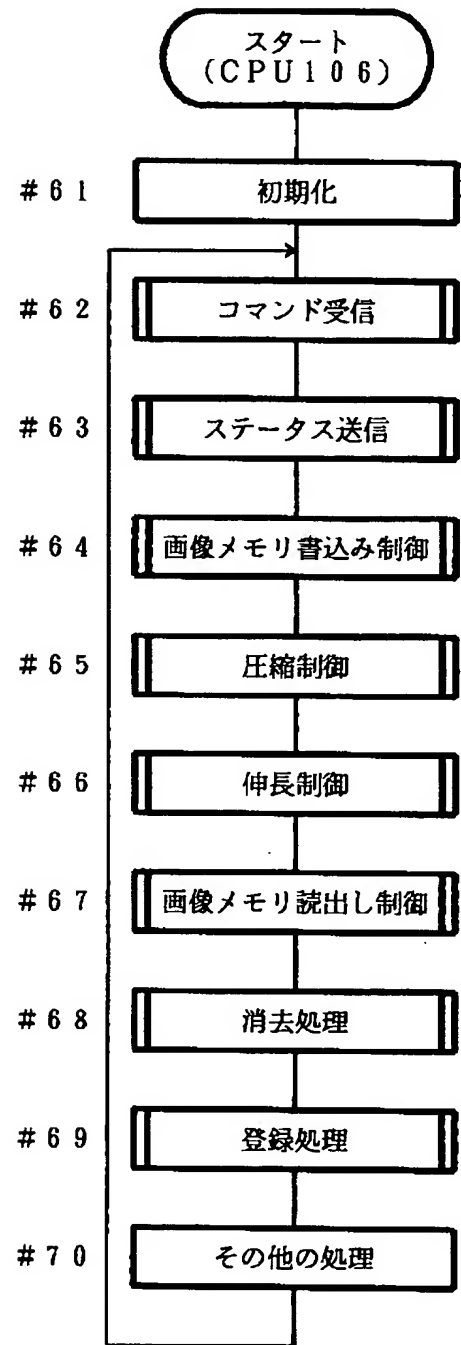 スタート
(CPU106)
#61 初期化
#62 コマンド受信
#63 ステータス送信
#64 画像メモリ書込み制御
#65 圧縮制御
#66 伸長制御
#67 画像メモリ読出し制御
#68 消去処理
#69 登録処理
#70 その他の処理